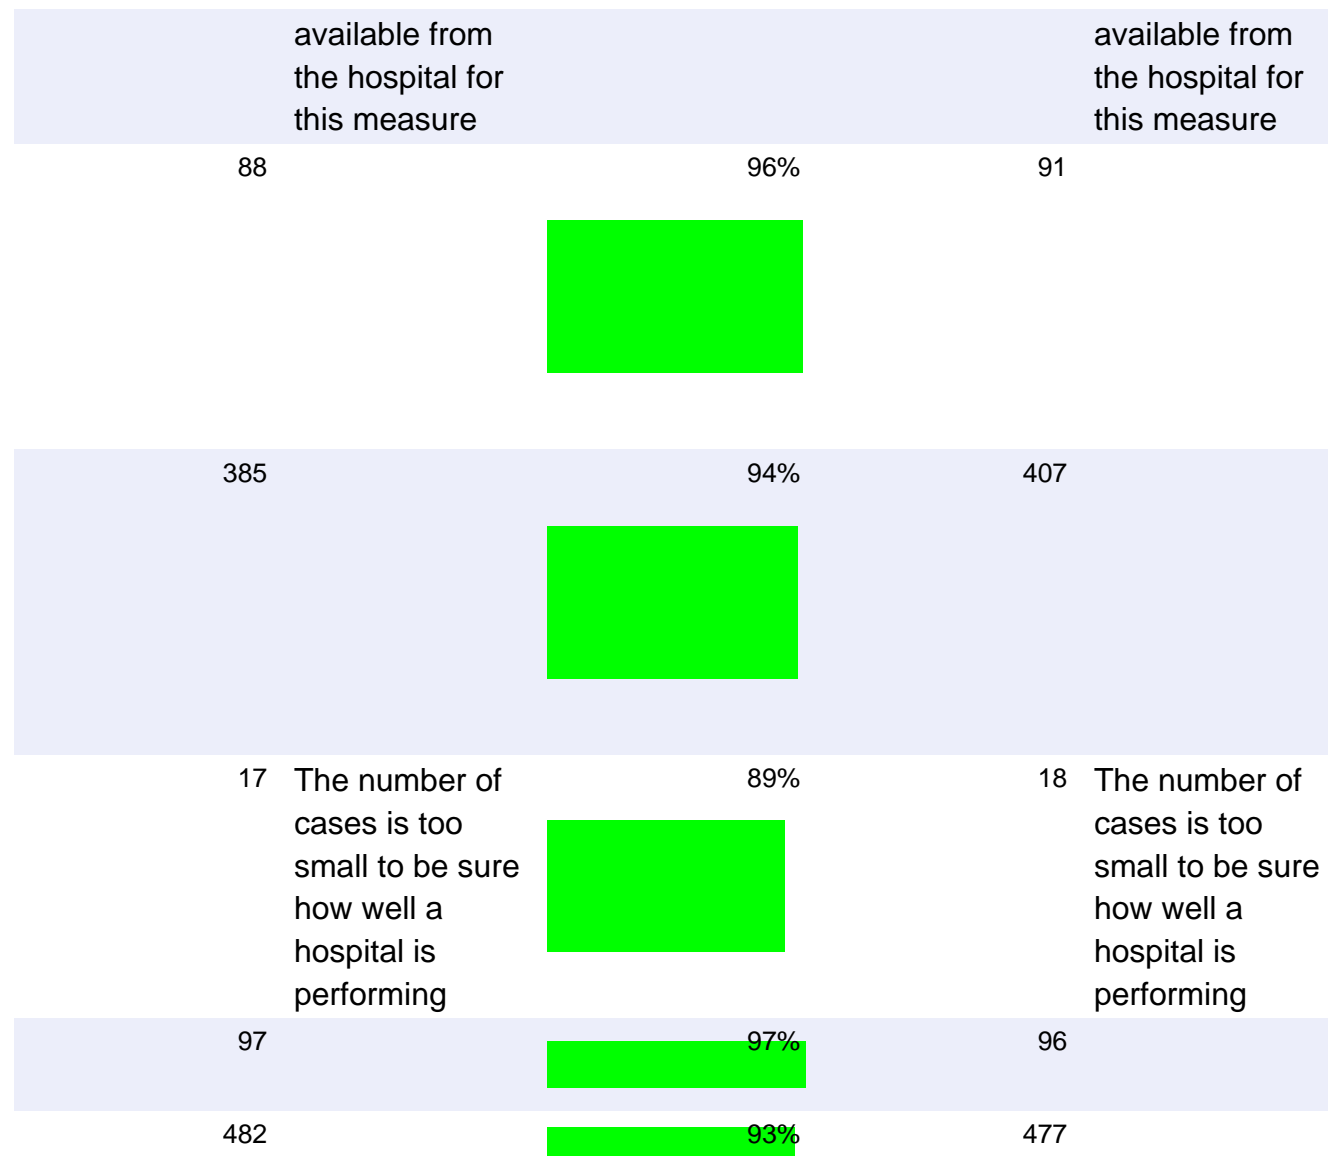 available from available from
the hospital for the hospital for
this measure this measure
88 96% 91
385 94% 407
17 The number of 89% 18 The number of
cases is too cases is too
small to be sure small to be sure
how well a how well a
hospital is hospital is
performing performing
97 97% 96
482 93% 477